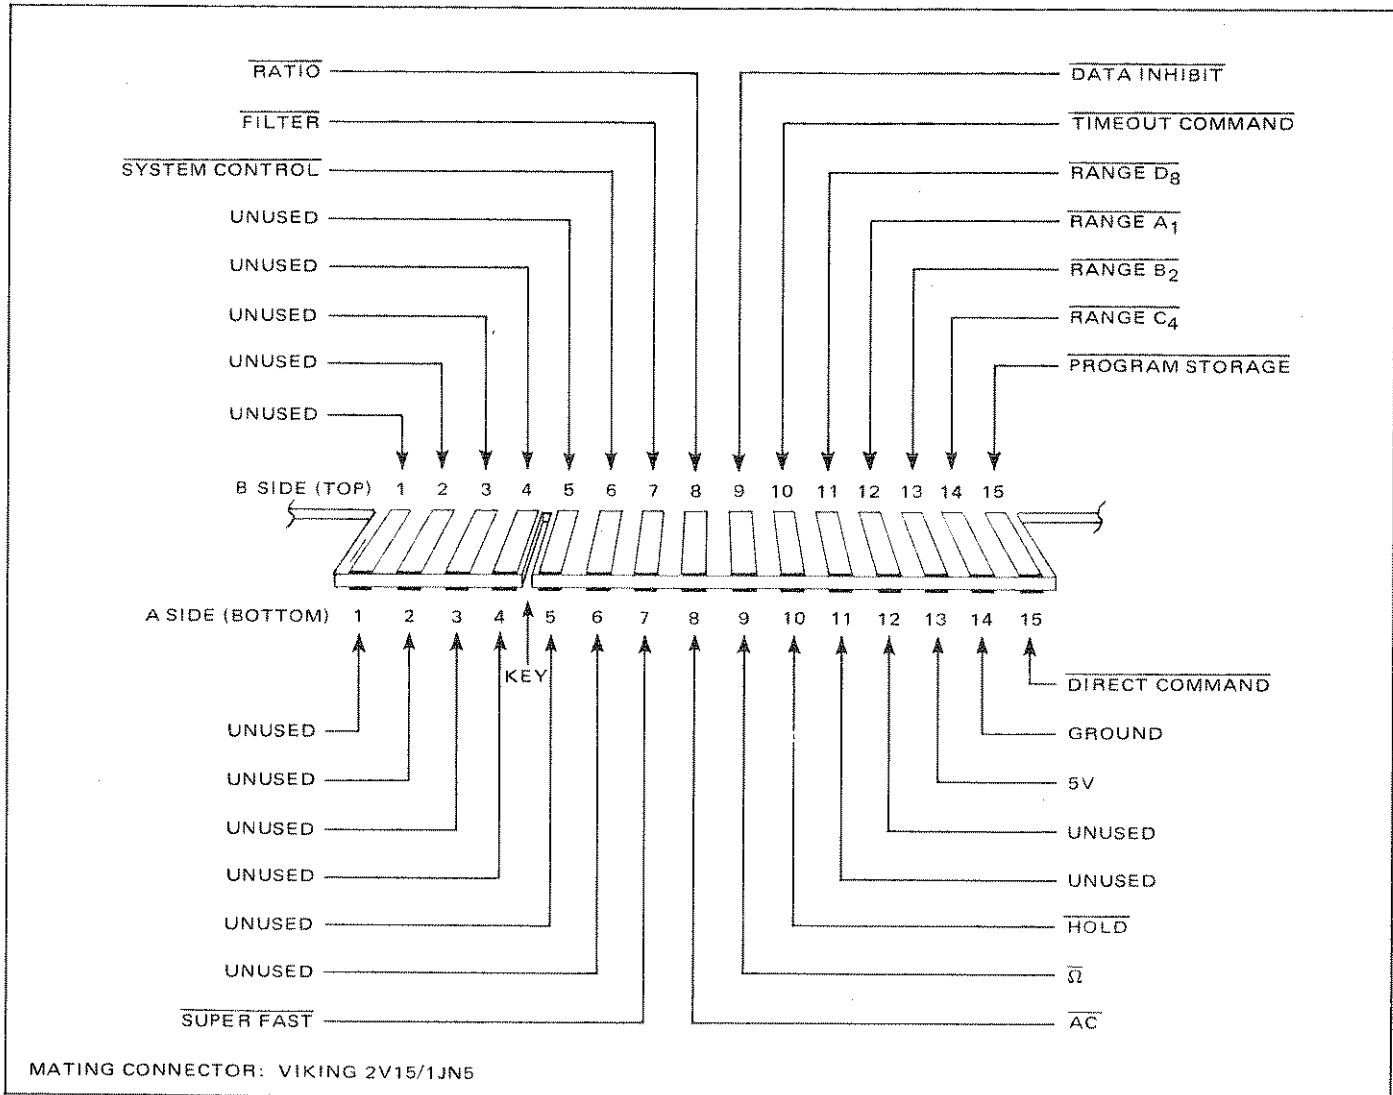 RATIO DATA INHIBIT
FILTER TIMEOUT COMMAND
SYSTEM CONTROL RANGE D8
UNUSED RANGE A1
UNUSED RANGE B2
UNUSED RANGE C4
UNUSED PROGRAM STORAGE
UNUSED
B SIDE (TOP) 1 2 3 4 5 6 7 8 9 10 11 12 13 14 15
A SIDE (BOTTOM) 1 2 3 4 5 6 7 8 9 10 11 12 13 14 15
KEY DIRECT COMMAND
UNUSED GROUND
UNUSED 5V
UNUSED UNUSED
UNUSED UNUSED
UNUSED HOLD
UNUSED Ω
SUPER FAST AC
MATING CONNECTOR: VIKING 2V15/1JN5